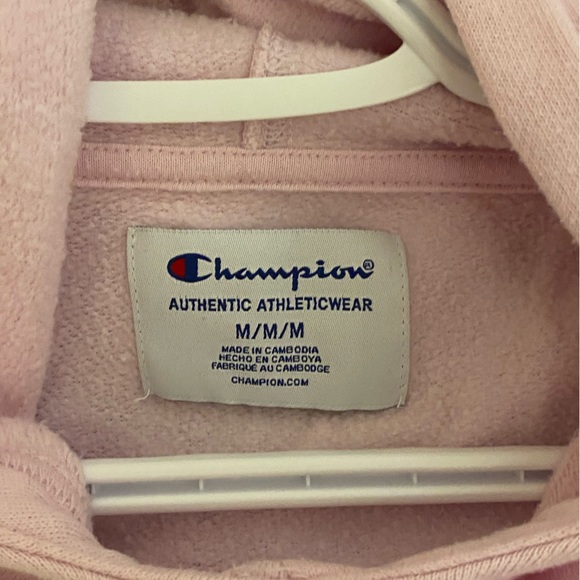 Champion®
AUTHENTIC ATHLETICWEAR
M/M/M
MADE IN CAMBODIA
HECHO EN CAMBOYA
FABRIQUÉ AU CAMBODGE
CHAMPION.COM